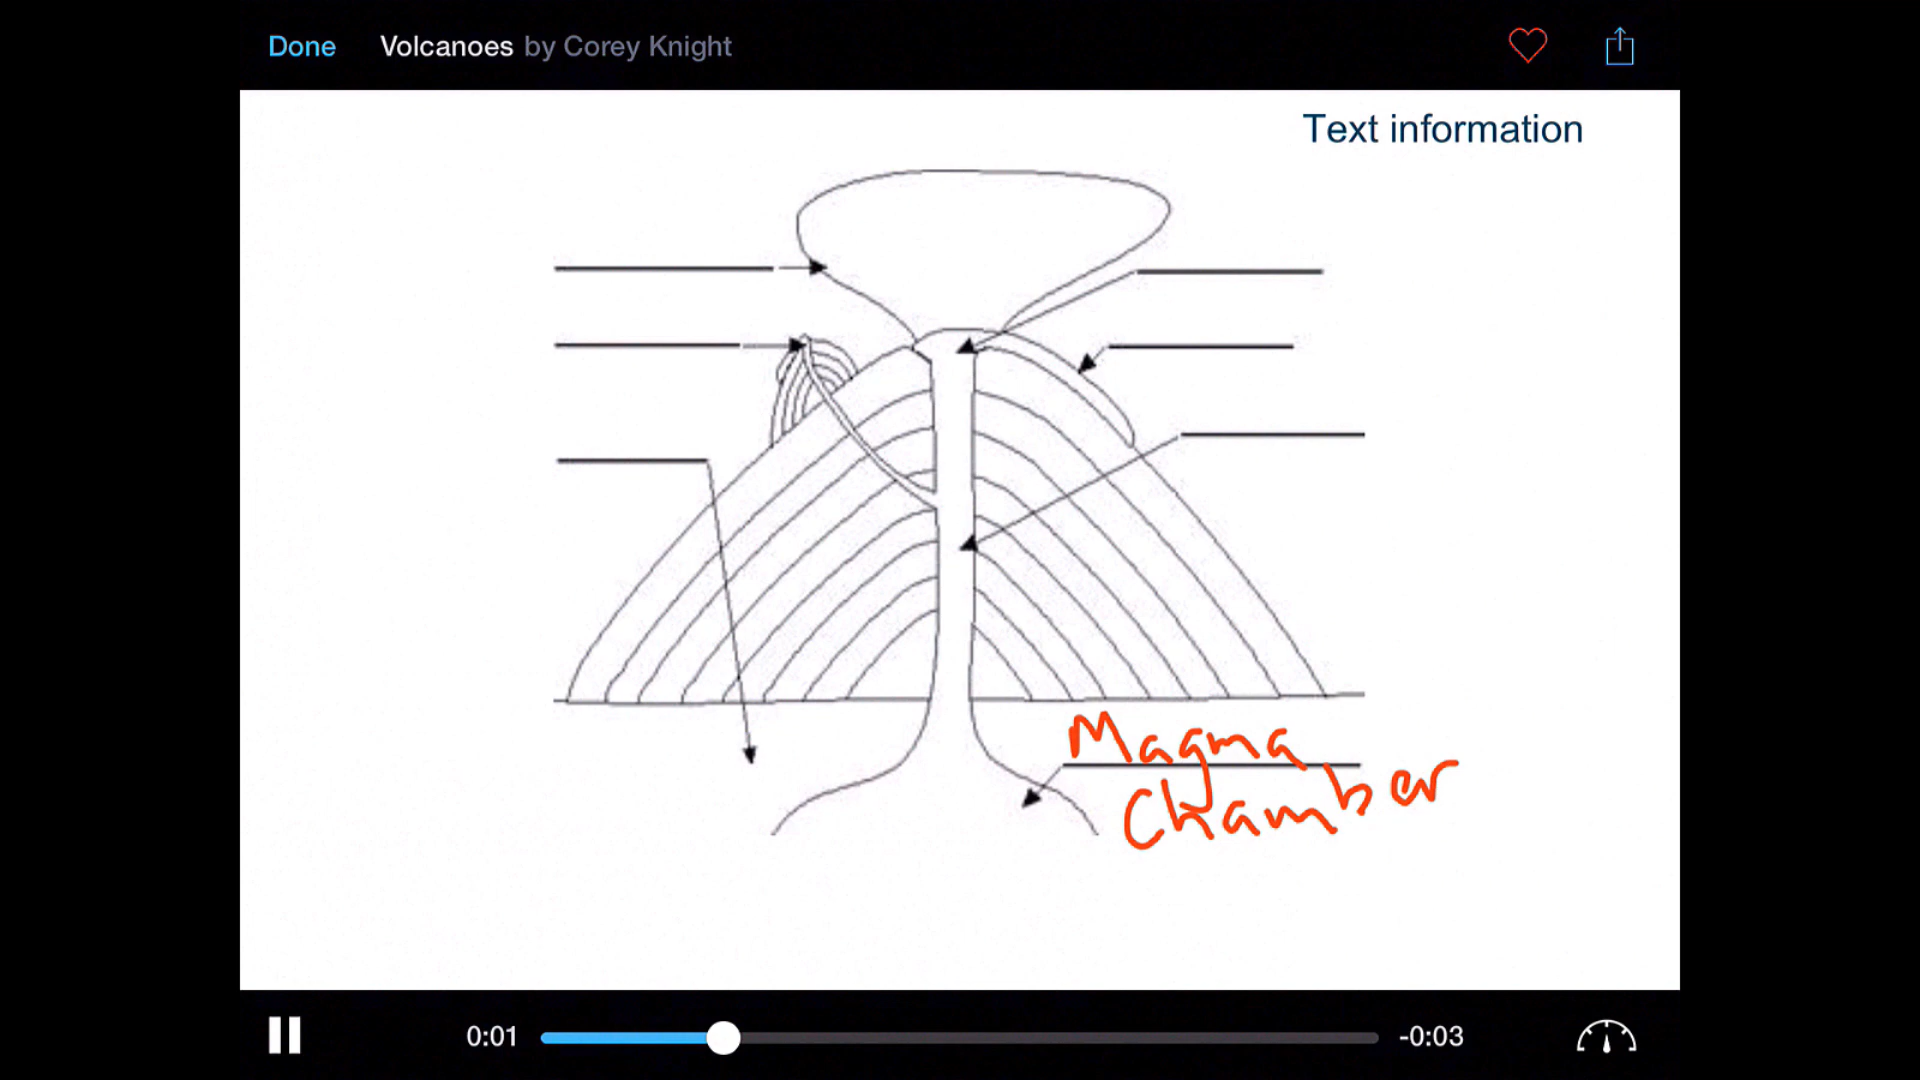 Done Volcanoes by Corey Knight
Text information
Magma
Chamber
0:01 -0:03